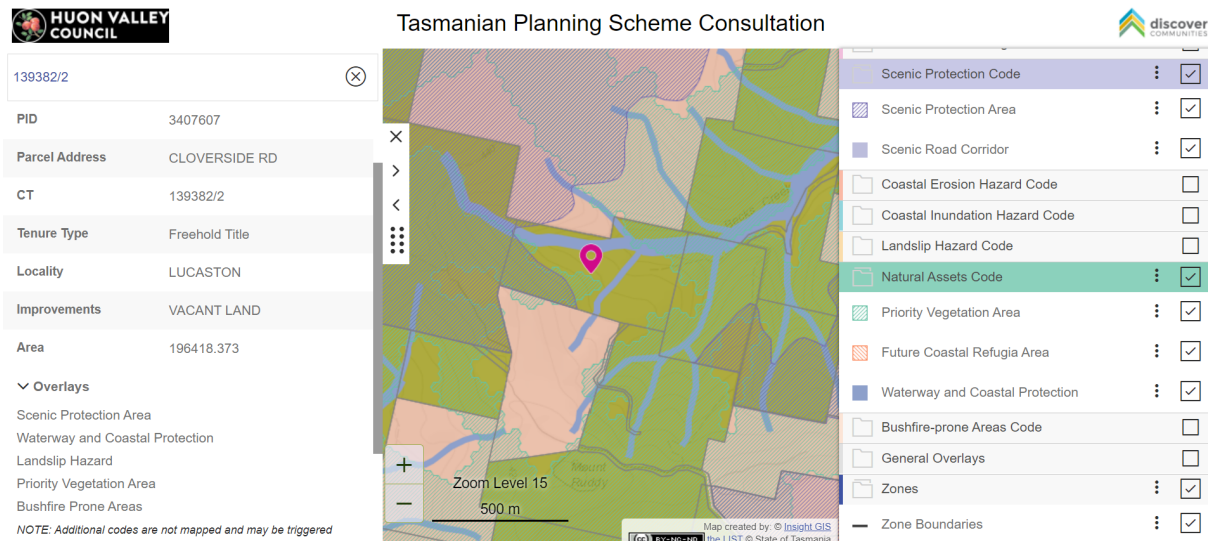 HUON VALLEY
COUNCIL
Tasmanian Planning Scheme Consultation
discover
COMMUNITIES
139382/2
PID 3407607
Parcel Address CLOVERSIDE RD
CT 139382/2
Tenure Type Freehold Title
Locality LUCASTON
Improvements VACANT LAND
Area 196418.373
Overlays
Scenic Protection Area
Waterway and Coastal Protection
Landslip Hazard
Priority Vegetation Area
Bushfire Prone Areas
NOTE: Additional codes are not mapped and may be triggered
Creek
Mount
Ruddy
Zoom Level 15
500 m
Map created by: © Insight GIS
(cc) BY-NC-ND the LIST © State of Tasmania
Scenic Protection Code
Scenic Protection Area
Scenic Road Corridor
Coastal Erosion Hazard Code
Coastal Inundation Hazard Code
Landslip Hazard Code
Natural Assets Code
Priority Vegetation Area
Future Coastal Refugia Area
Waterway and Coastal Protection
Bushfire-prone Areas Code
General Overlays
Zones
Zone Boundaries